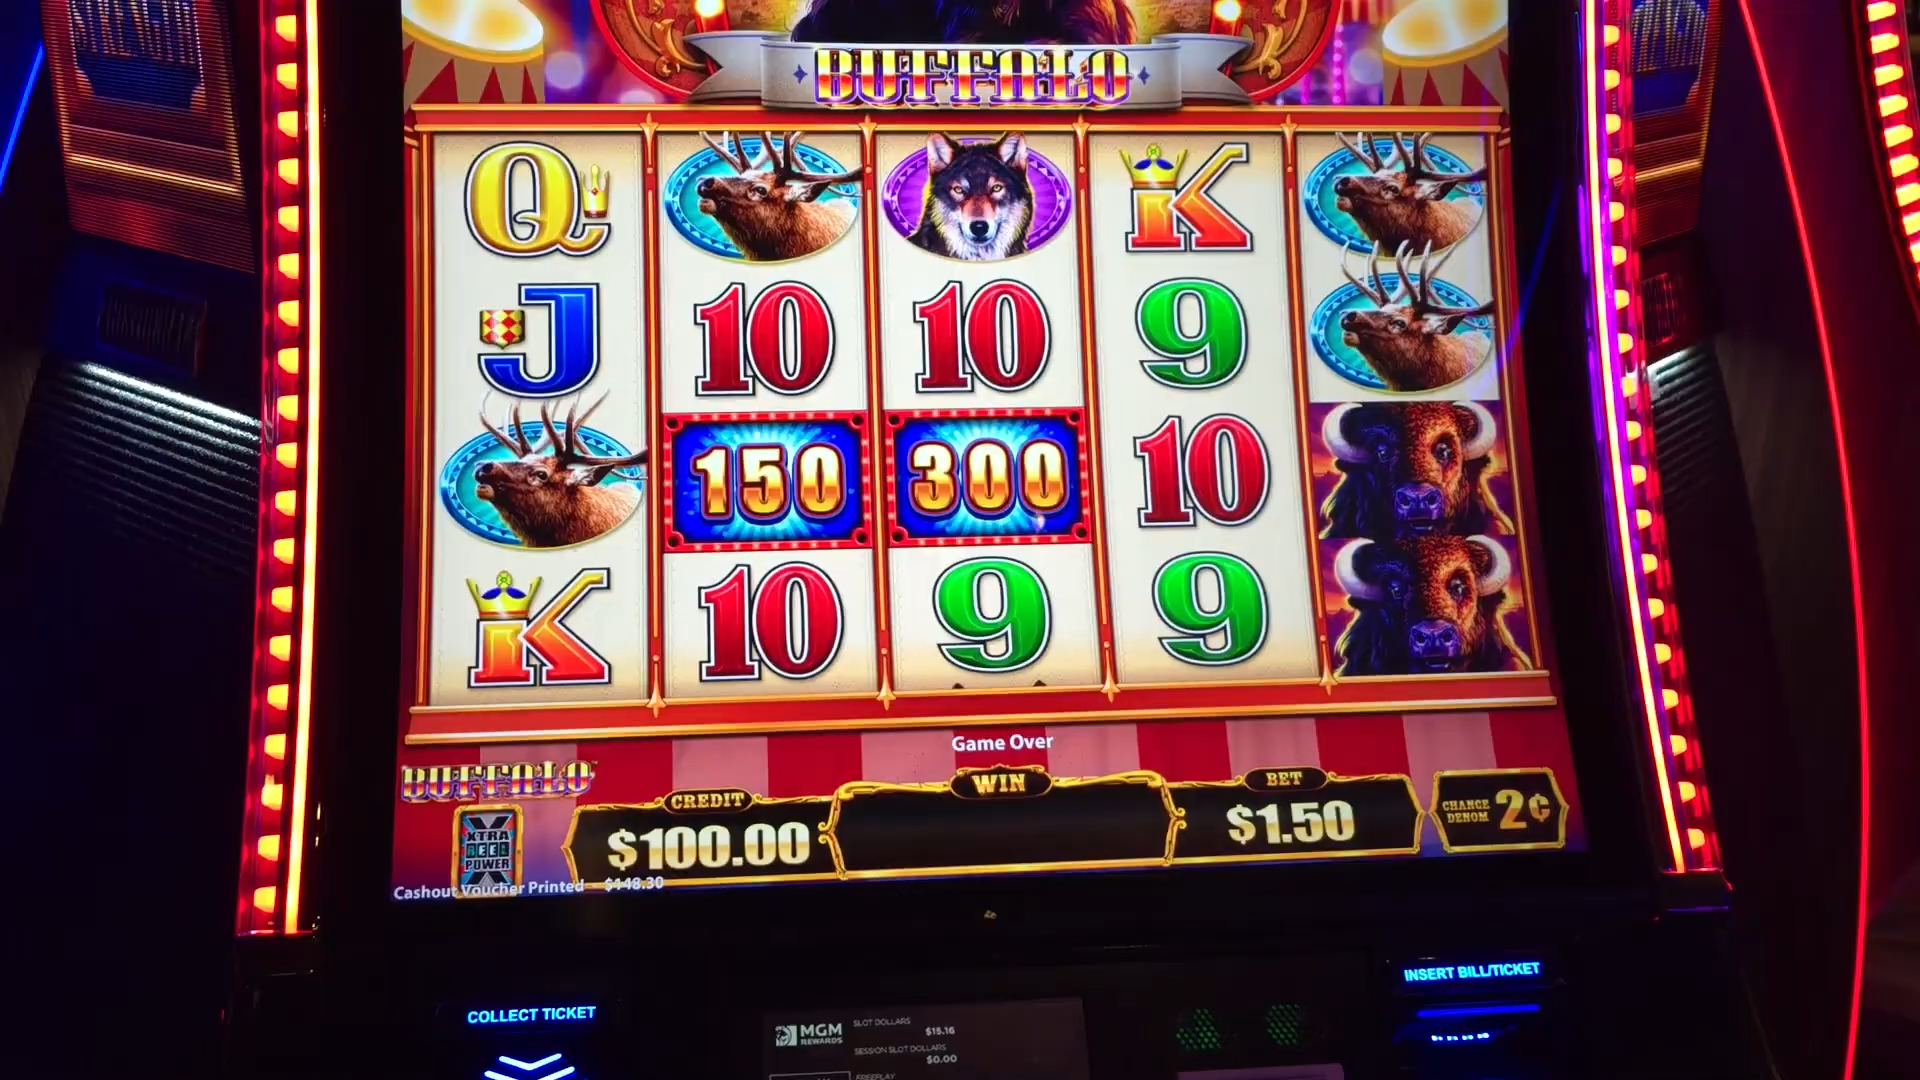 BUFFALO
Q
K
J
10
10
9
150
300
10
K
10
9
9
Game Over
BUFFALO
XTRA
REEL
POWER
CREDIT
$100.00
WIN
BET
$1.50
CHANGE
DENOM
2¢
Cashout Voucher Printed - $148.30
INSERT BILL/TICKET
COLLECT TICKET
MGM
REWARDS
SLOT DOLLARS
$15.16
SESSION SLOT DOLLARS
$0.00
FREEPLAY